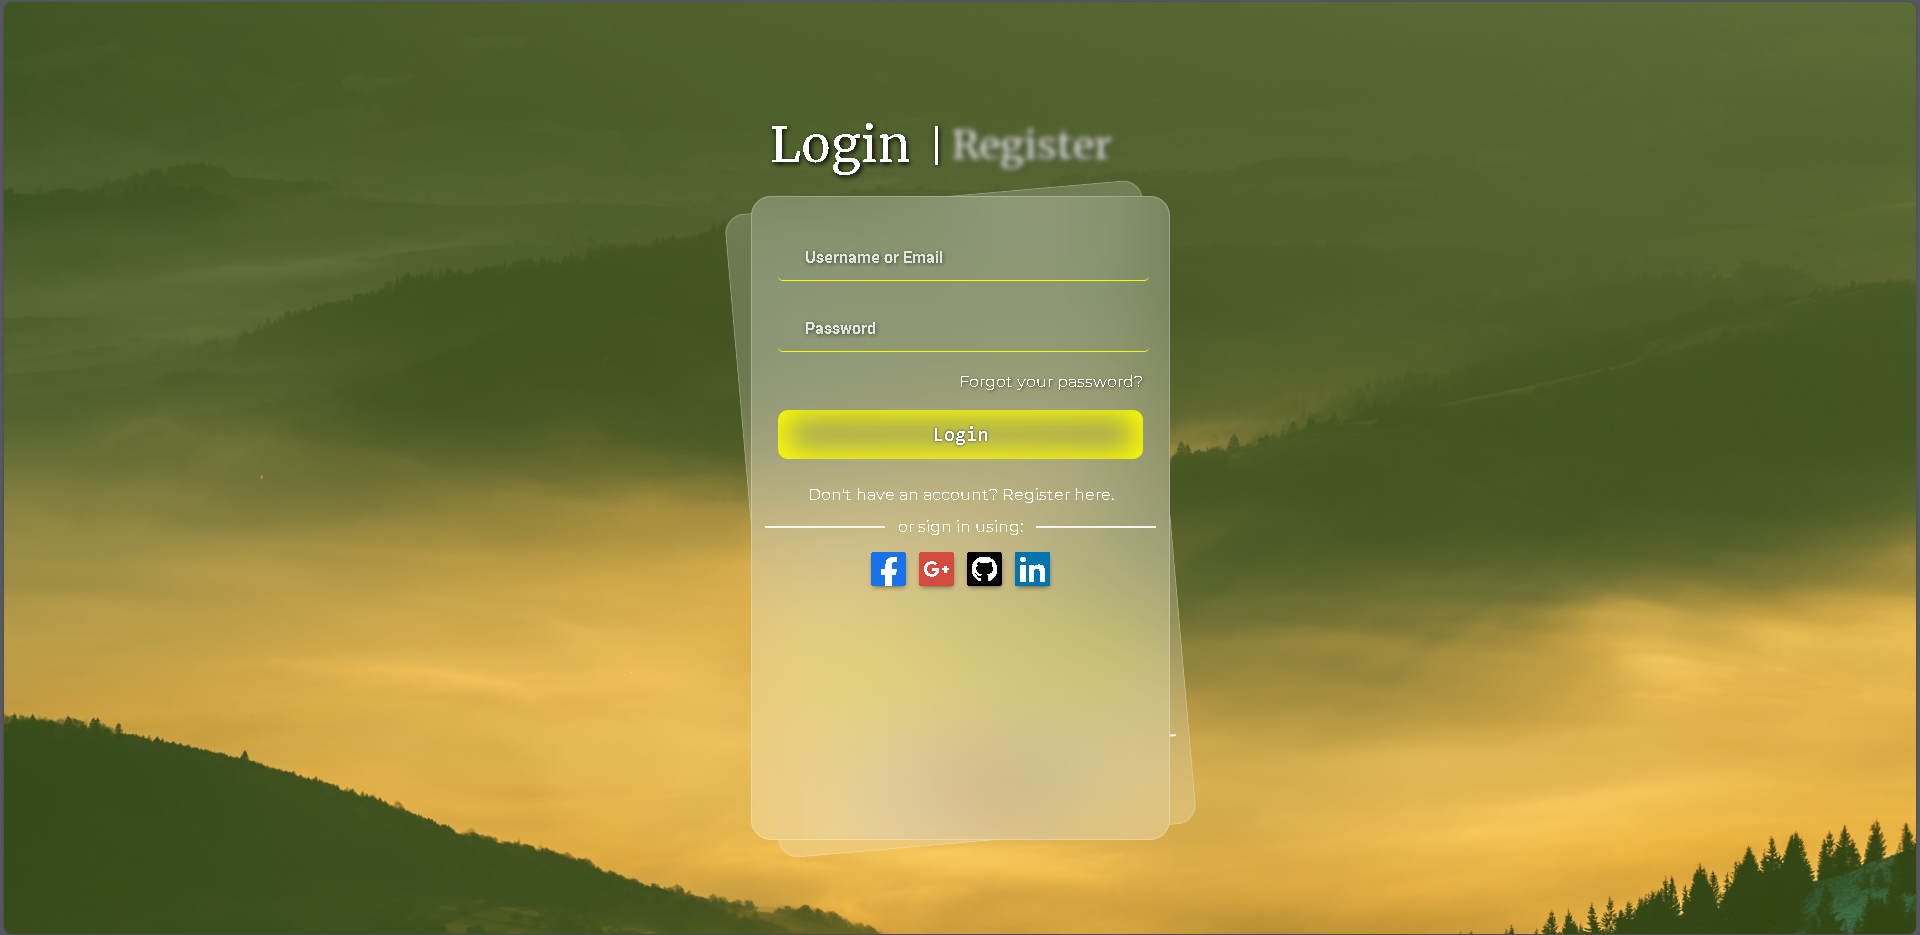 Login | Register
Username or Email
Password
Forgot your password?
Login
Don't have an account? Register here.
or sign in using:
f G+ in